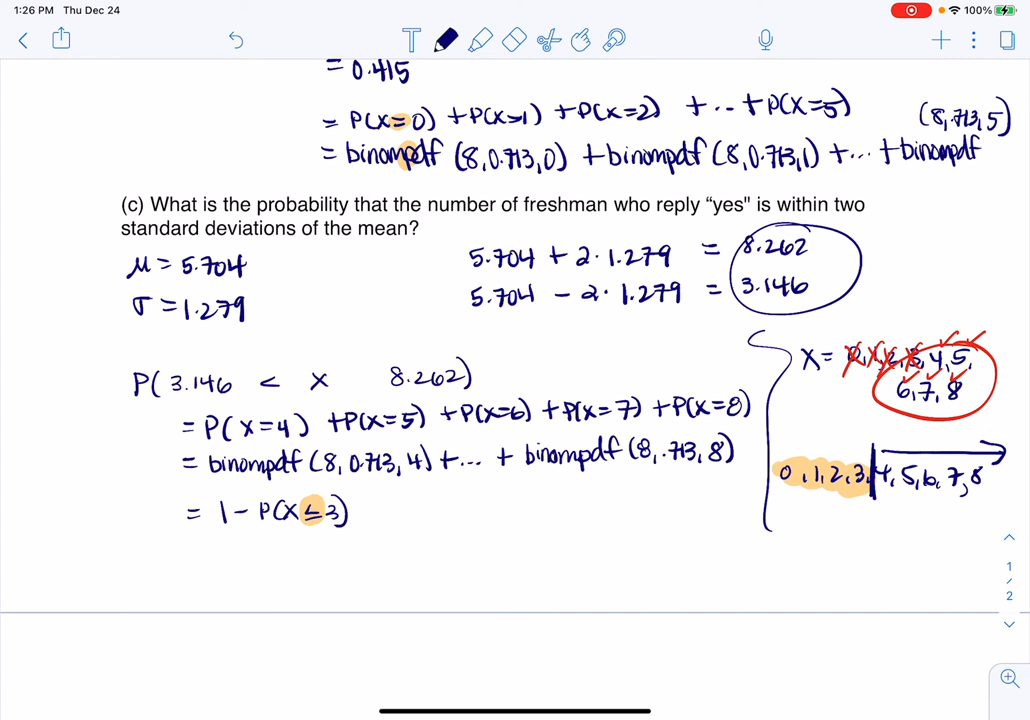 1:26 PM Thu Dec 24
100%
= 0.415
= P(x=0) +P(x=1) +P(x=2) +...+P(x=5)
(8,.713,5)
= binompdf (8,0.713,0) +binompdf (8,0.713,1) +... +binompdf
(c) What is the probability that the number of freshman who reply “yes" is within two
standard deviations of the mean?
μ = 5.704
5.704 + 2·1.279 = 8.262
σ = 1.279
5.704 - 2·1.279 = 3.146
X = 0,1,2,3,4,5,
6,7,8
P( 3.146 < x 8.262)
= P(x=4) +P(x=5) +P(x=6) +P(x=7) +P(x=8)
= binompdf (8, 0.713,4) +... + binompdf (8,.713,8)
0,1,2,3,4,5,6,7,8
= 1 - P(x≤3)
1
/
2